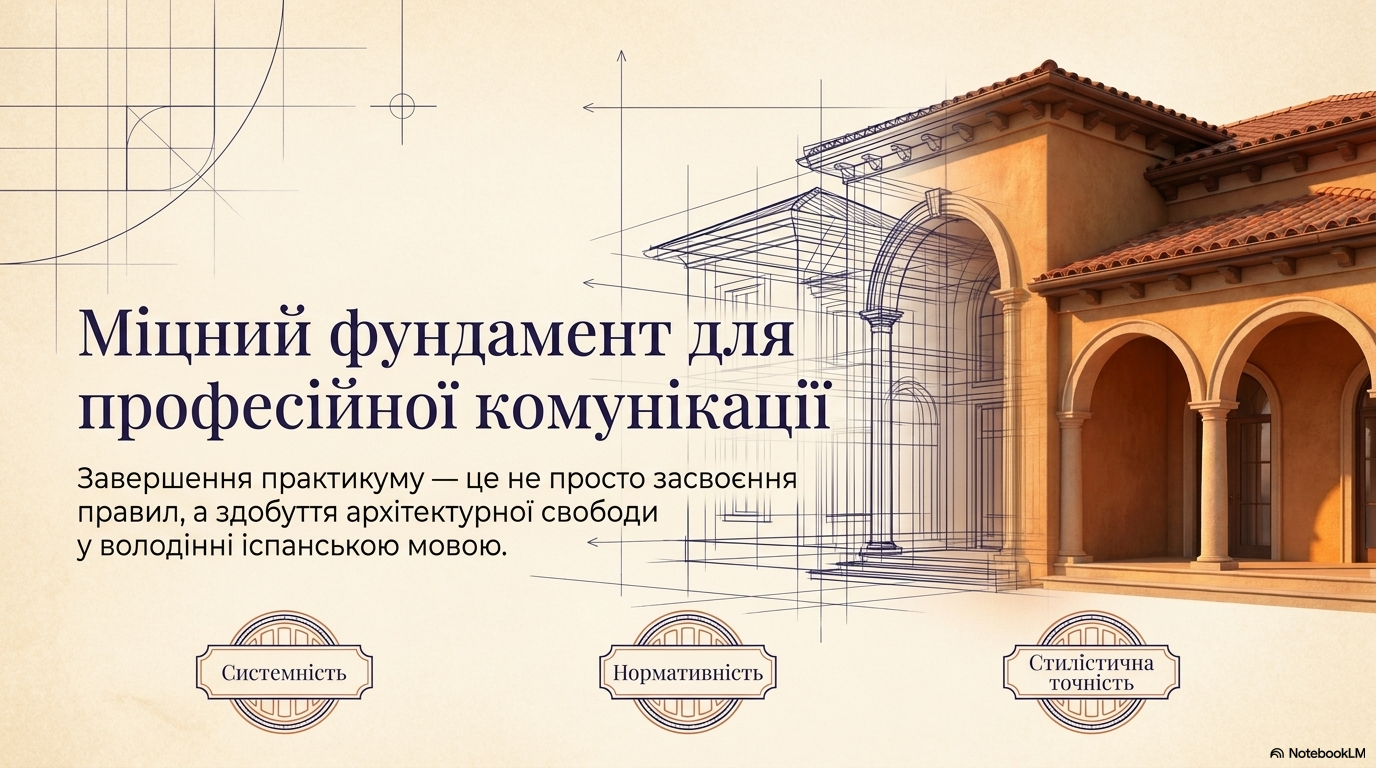 Міцний фундамент для
професійної комунікації
Завершення практикуму — це не просто засвоєння
правил, а здобуття архітектурної свободи
у володінні іспанською мовою.
Системність
Нормативність
Стилістична
точність
NotebookLM